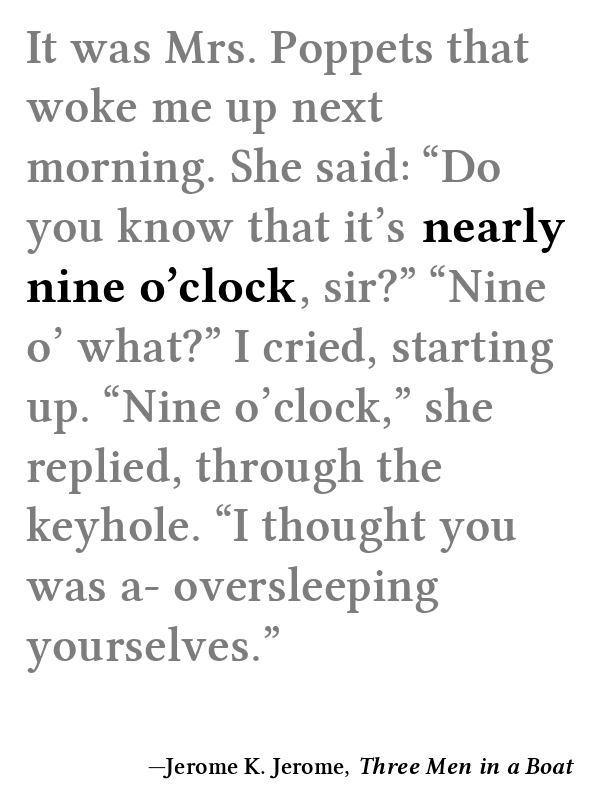 It was Mrs. Poppets that
woke me up next
morning. She said: “Do
you know that it’s nearly
nine o’clock, sir?” “Nine
o’ what?” I cried, starting
up. “Nine o’clock,” she
replied, through the
keyhole. “I thought you
was a- oversleeping
yourselves.”
—Jerome K. Jerome, Three Men in a Boat